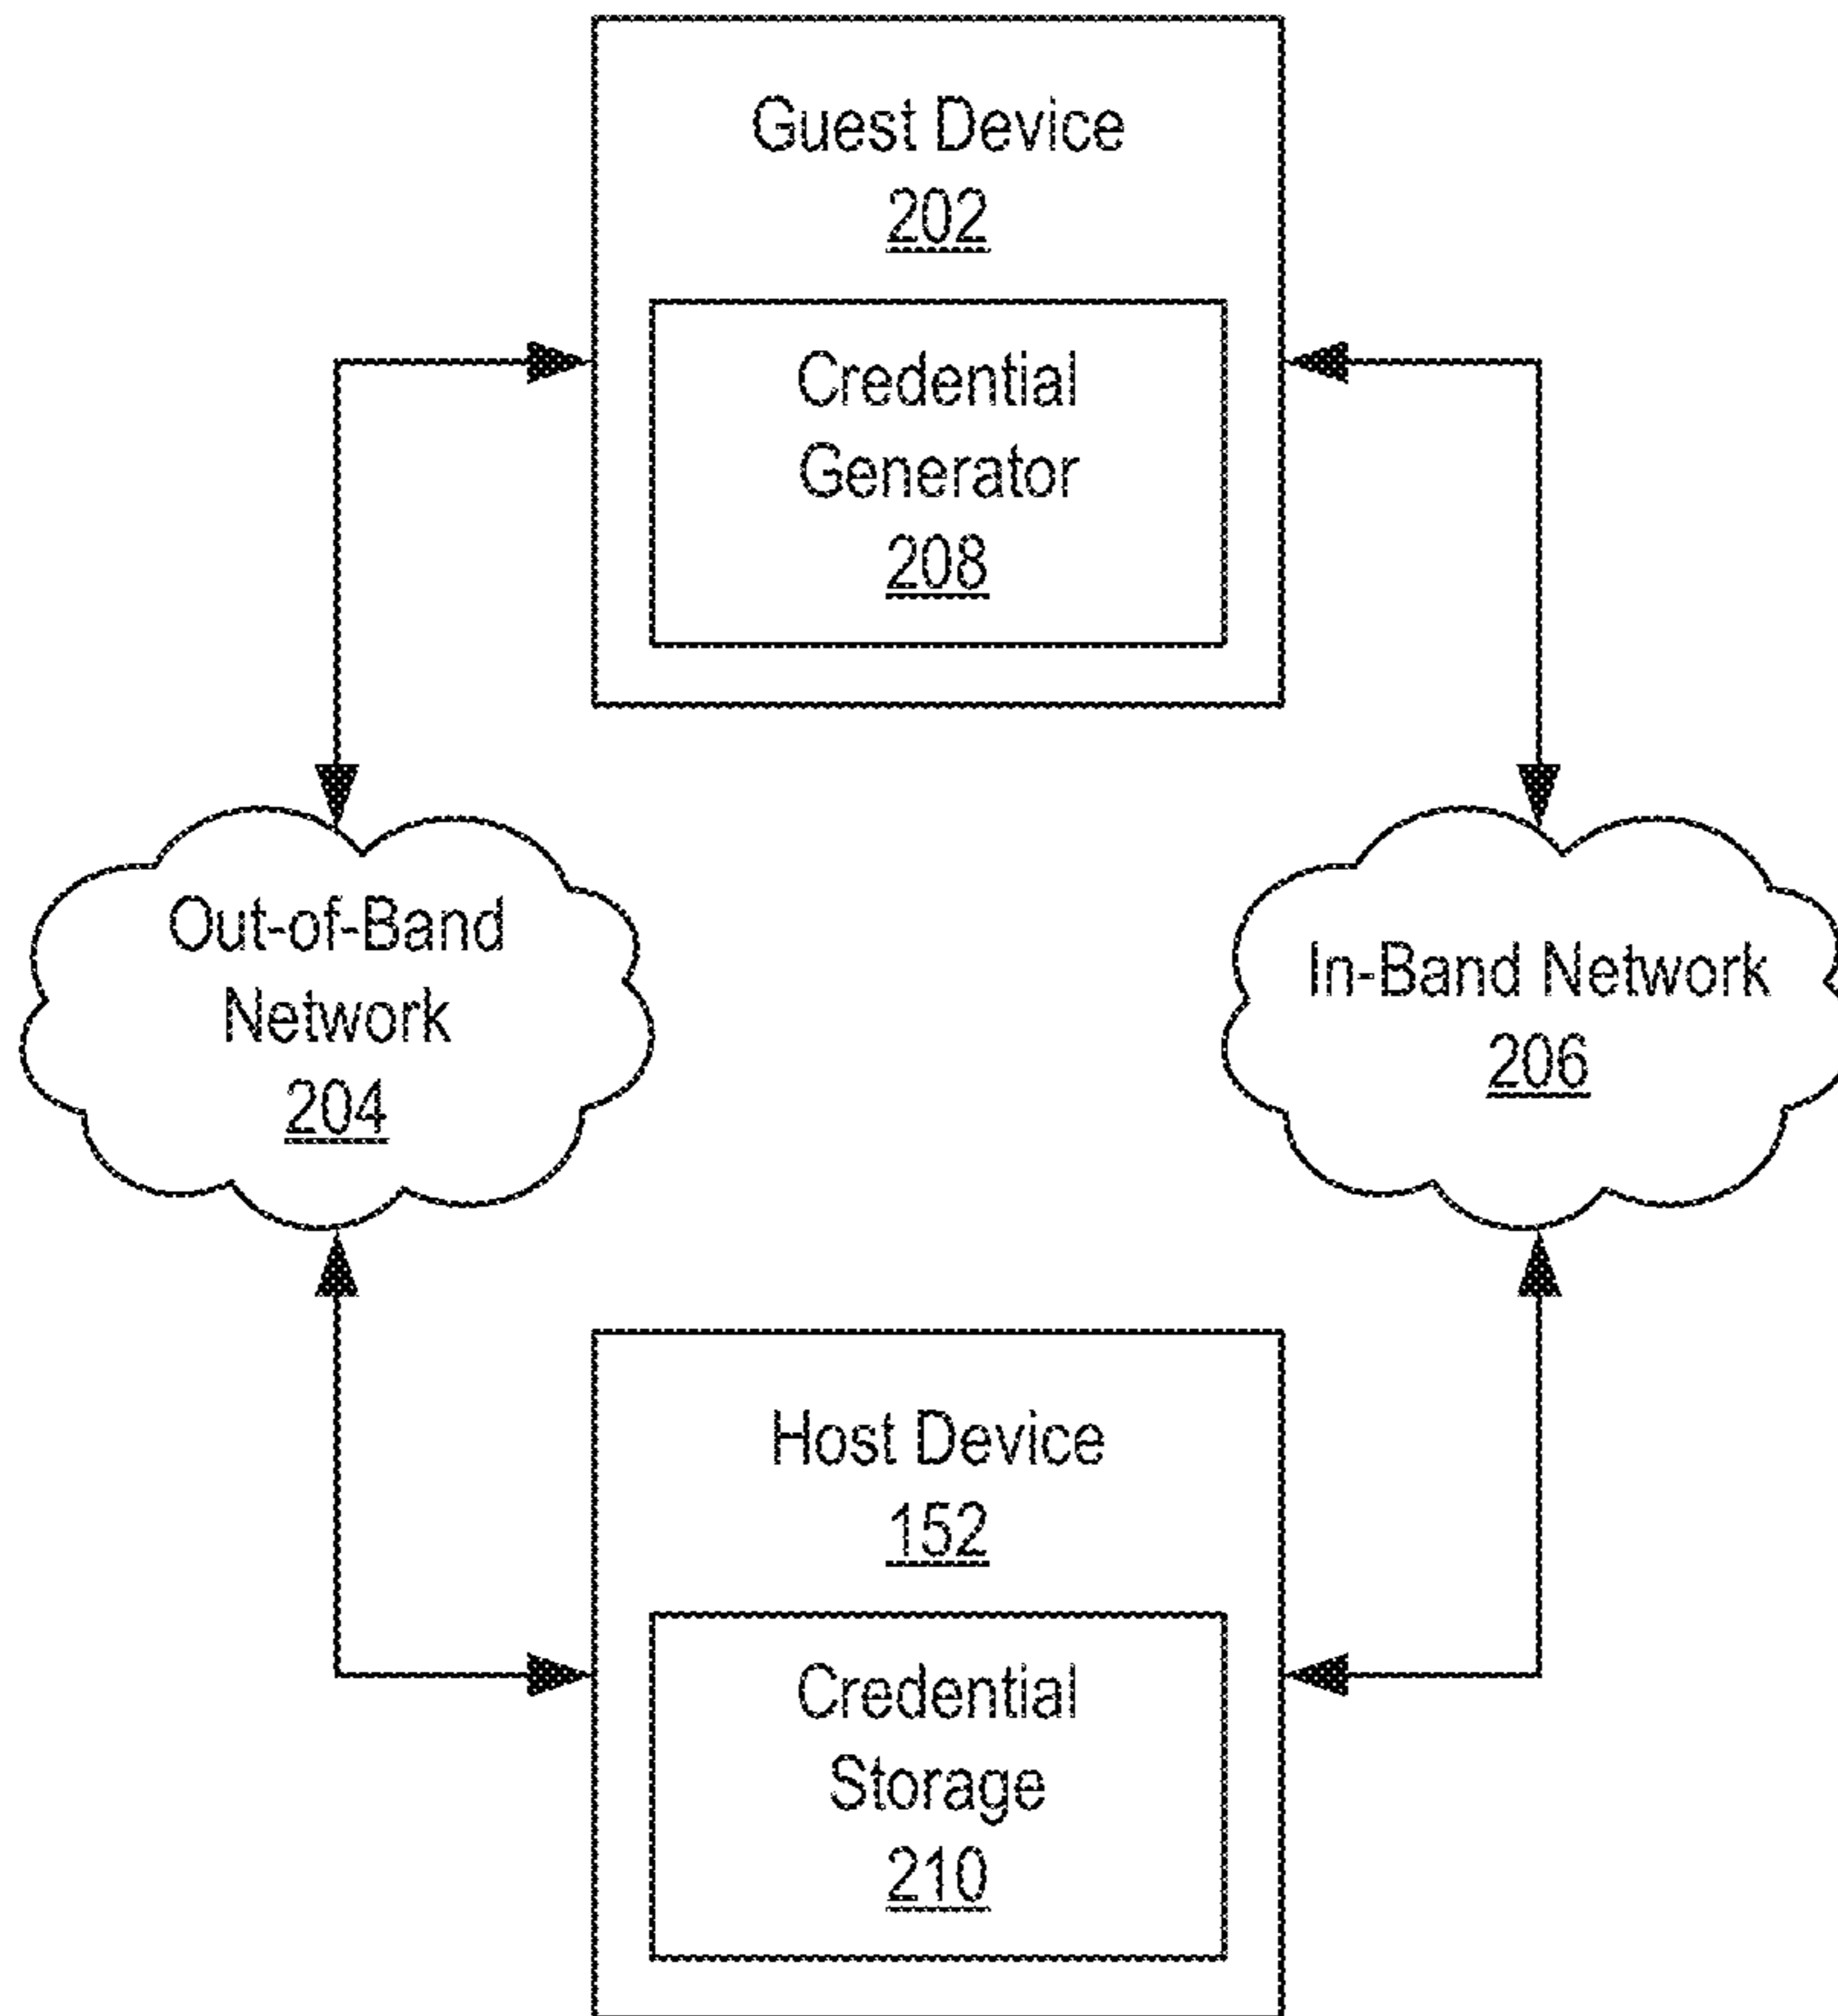 Guest Device
202
Credential
Generator
208
Out-of-Band
Network
204
In-Band Network
206
Host Device
152
Credential
Storage
210